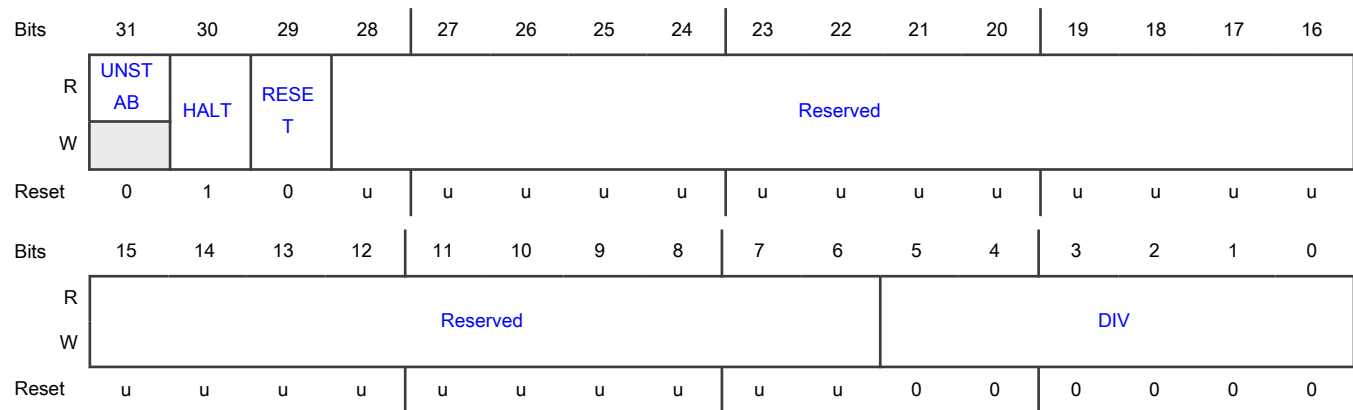 Bits 31 30 29 28 27 26 25 24 23 22 21 20 19 18 17 16
R UNST
AB HALT RESE
T Reserved
W
Reset 0 1 0 u u u u u u u u u u u u u
Bits 15 14 13 12 11 10 9 8 7 6 5 4 3 2 1 0
R
Reserved DIV
W
Reset u u u u u u u u u u 0 0 0 0 0 0